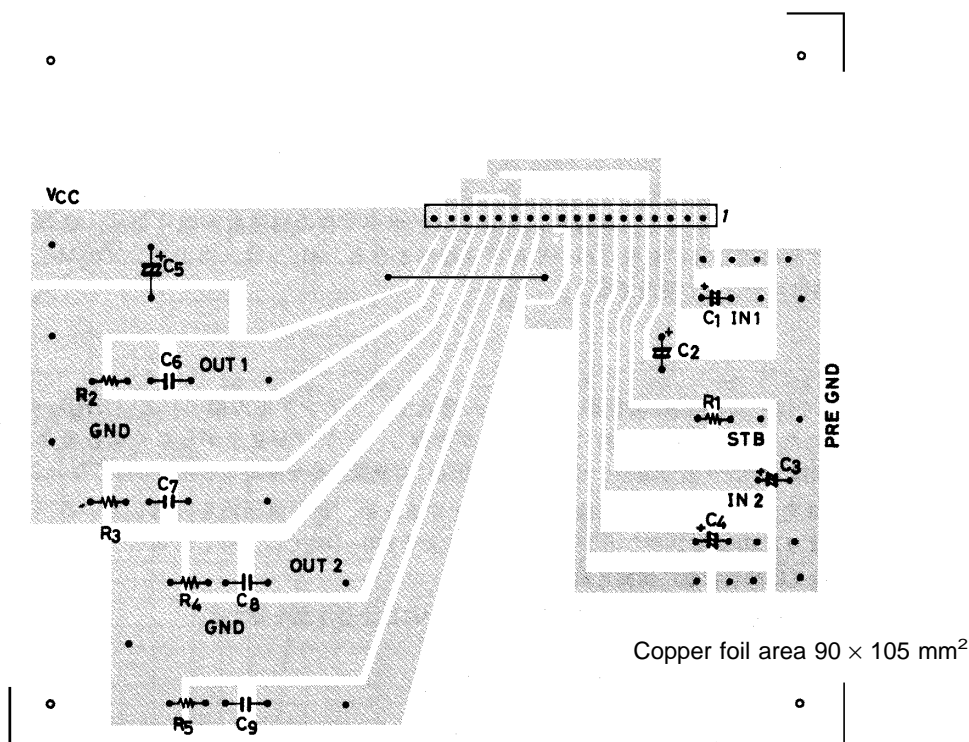 VCC
1
C5
C1 IN1
C2
C6 OUT 1
R2
GND
R1
STB
PRE GND
C3
C7
IN 2
R3
C4
OUT 2
R4 C8
GND
Copper foil area 90 × 105 mm²
R5 C9